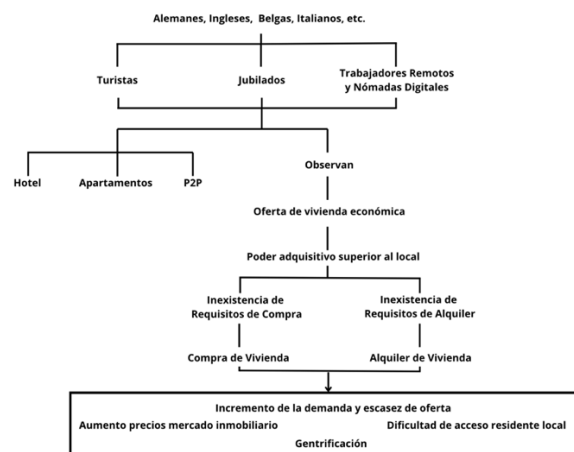 Alemanes, Ingleses, Belgas, Italianos, etc.
Turistas
Jubilados
Trabajadores Remotos
y Nómadas Digitales
Hotel
Apartamentos
P2P
Observan
Oferta de vivienda económica
Poder adquisitivo superior al local
Inexistencia de
Requisitos de Compra
Inexistencia de
Requisitos de Alquiler
Compra de Vivienda
Alquiler de Vivienda
Incremento de la demanda y escasez de oferta
Aumento precios mercado inmobiliario
Dificultad de acceso residente local
Gentrificación